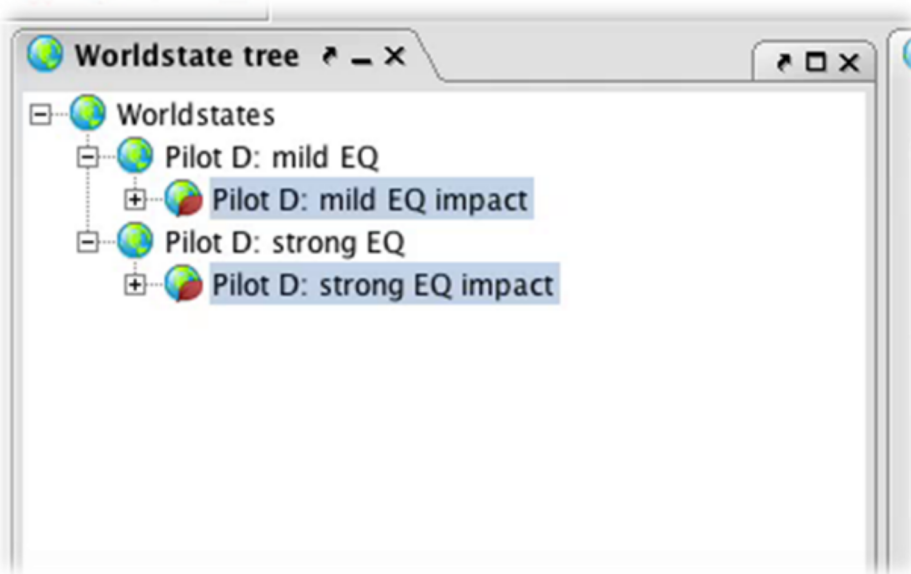 Worldstate tree
Worldstates
Pilot D: mild EQ
Pilot D: mild EQ impact
Pilot D: strong EQ
Pilot D: strong EQ impact